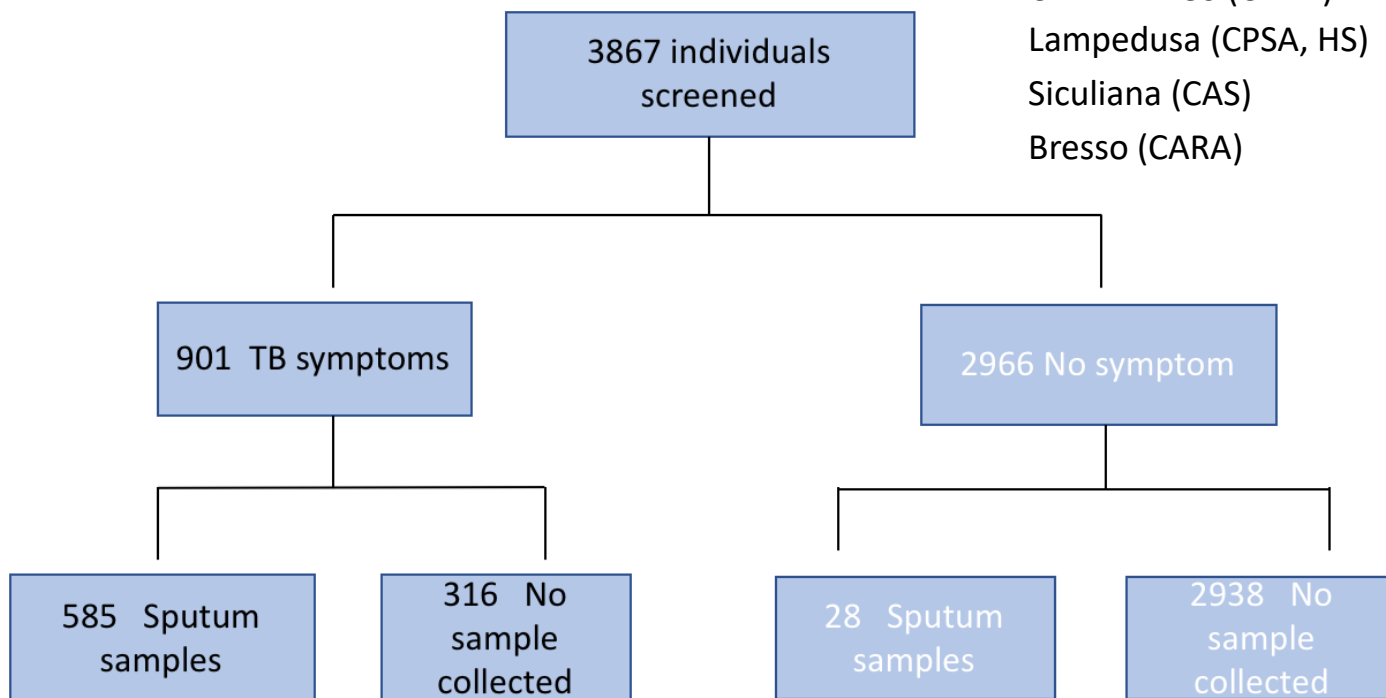 3867 individuals
screened
Lampedusa (CPSA, HS)
Siculiana (CAS)
Bresso (CARA)
901 TB symptoms
2966 No symptom
585 Sputum
samples
316 No
sample
collected
28 Sputum
samples
2938 No
sample
collected